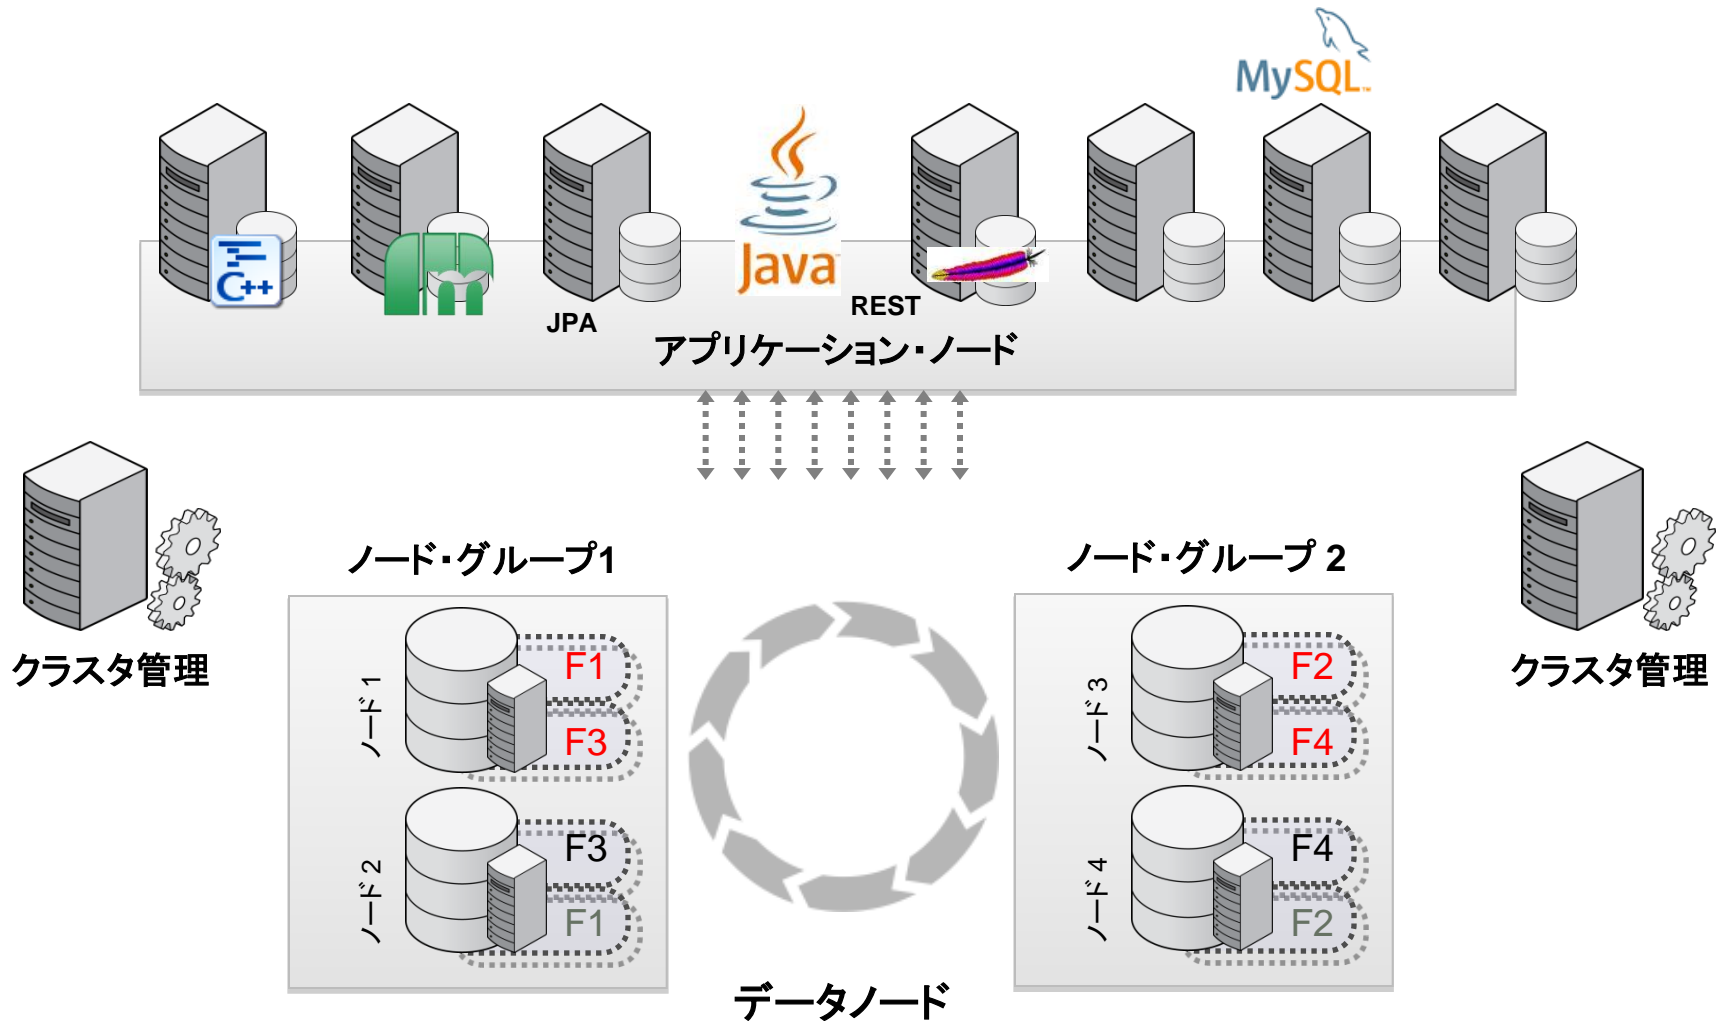 MySQL™
C++
Java
JPA
REST
アプリケーション・ノード
ノード・グループ1
ノード・グループ 2
クラスタ管理
クラスタ管理
ノード 1
F1
F3
ノード 2
F3
F1
ノード 3
F2
F4
ノード 4
F4
F2
データノード